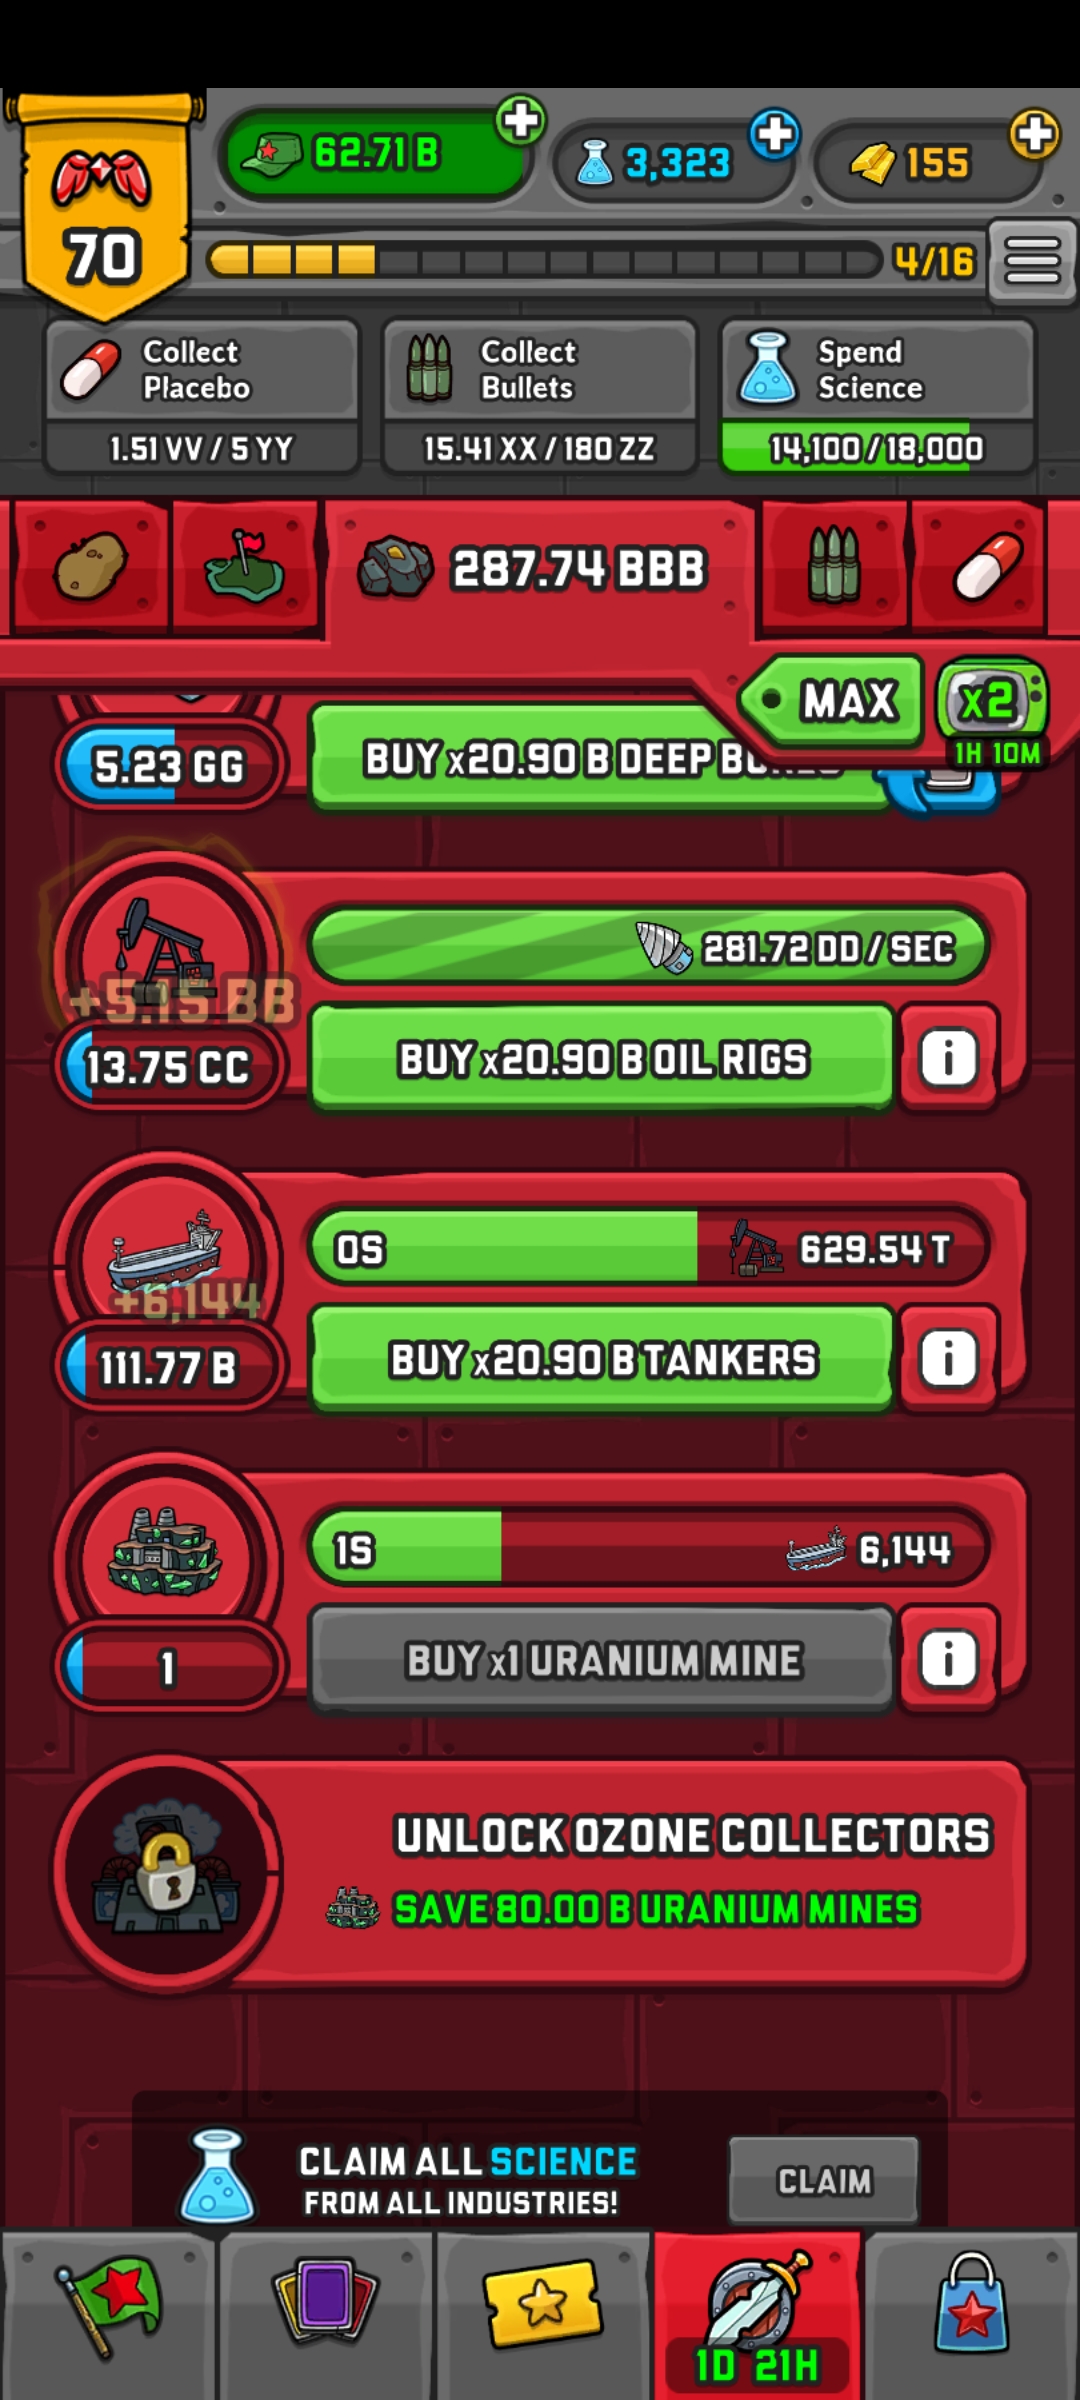 62.71 B
3,323
155
70
4/16
Collect
Placebo
1.51 VV / 5 YY
Collect
Bullets
15.41 XX / 180 ZZ
Spend
Science
14,100 / 18,000
287.74 BBB
MAX
x2
1H 10M
5.23 GG
BUY x20.90 B DEEP
281.72 DD / SEC
+5.15 BB
13.75 CC
BUY x20.90 B OIL RIGS
0S
629.54 T
+6,144
111.77 B
BUY x20.90 B TANKERS
1S
6,144
1
BUY x1 URANIUM MINE
UNLOCK OZONE COLLECTORS
SAVE 80.00 B URANIUM MINES
CLAIM ALL SCIENCE
FROM ALL INDUSTRIES!
CLAIM
1D 21H